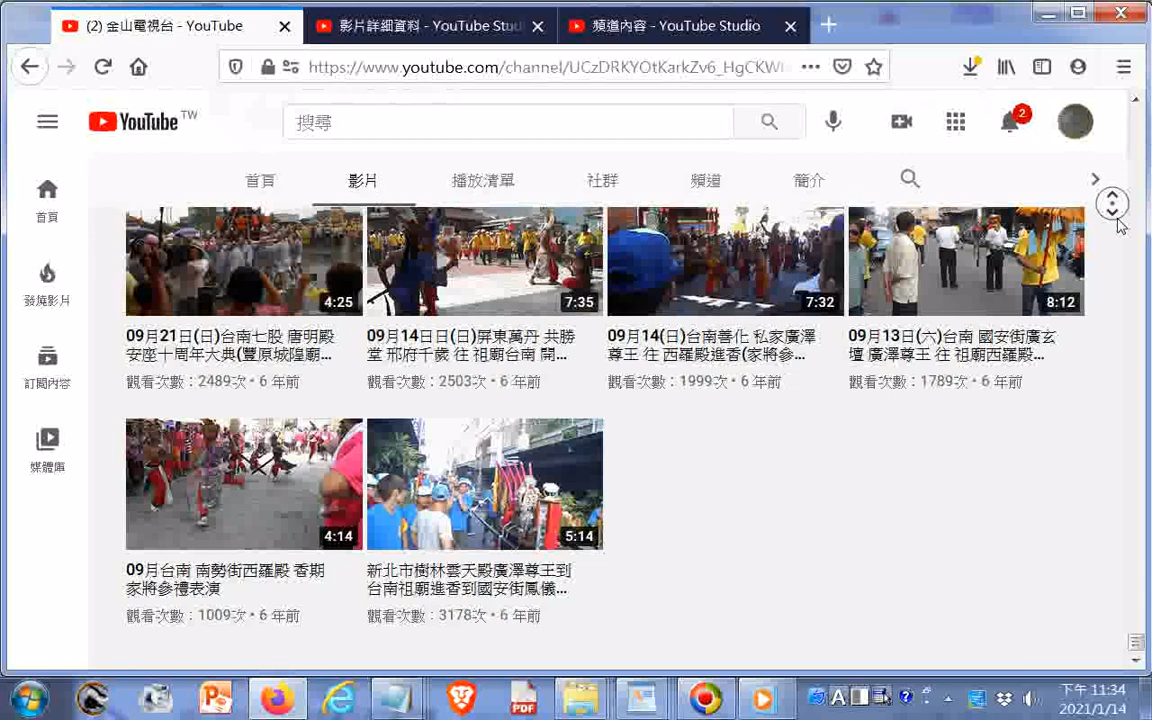 (2) 金山電視台 - YouTube
影片詳細資料 - YouTube Stu
頻道內容 - YouTube Studio
https://www.youtube.com/channel/UCzDRKYOtKarkZv6_HgCKW
YouTube TW
搜尋
2
首頁
影片
播放清單
社群
頻道
簡介
首頁
發燒影片
訂閱內容
媒體庫
4:25
7:35
7:32
8:12
09月21日(日)台南七股 唐明殿
安座十周年大典(豐原城隍廟...
觀看次數：2489次 • 6 年前
09月14日日(日)屏東萬丹 共勝
堂 邢府千歲 往 祖廟台南 開...
觀看次數：2503次 • 6 年前
09月14(日)台南善化 私家廣澤
尊王 往 西羅殿進香(家將參...
觀看次數：1999次 • 6 年前
09月13日(六)台南 國安街廣玄
壇 廣澤尊王 往 祖廟西羅殿...
觀看次數：1789次 • 6 年前
4:14
5:14
09月台南 南勢街西羅殿 香期
家將參禮表演
觀看次數：1009次 • 6 年前
新北市樹林雲天殿廣澤尊王到
台南祖廟進香到國安街鳳儀...
觀看次數：3178次 • 6 年前
PDF
A
下午 11:34
2021/1/14